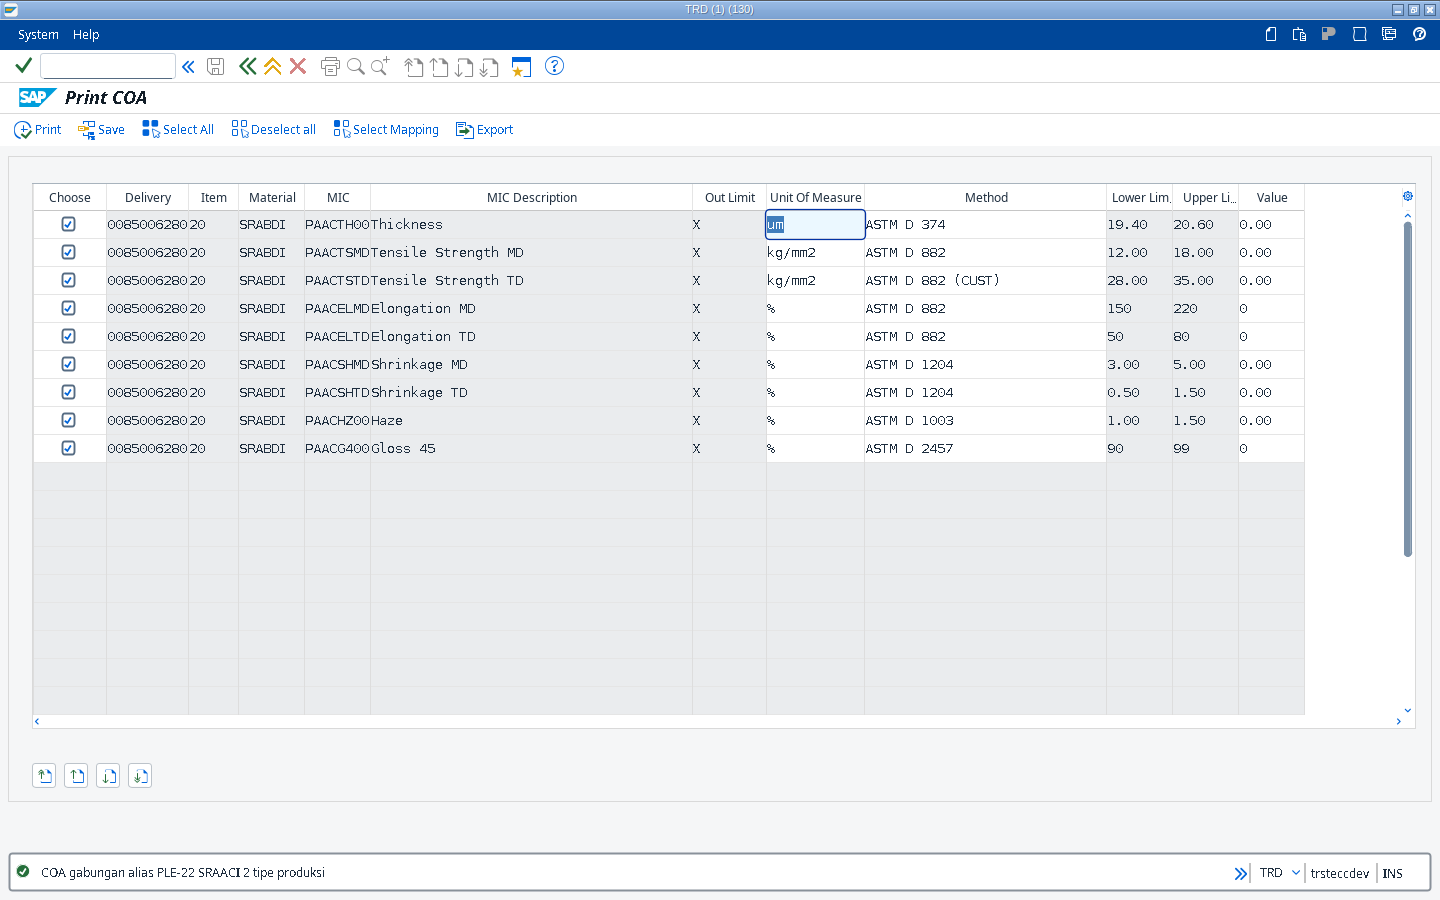 TRD (1) (130)
System Help
SAP Print COA
Print Save Select All Deselect all Select Mapping Export
Choose Delivery Item Material MIC MIC Description Out Limit Unit Of Measure Method Lower Lim. Upper Li... Value
0085006280 20 SRABDI PAACTH00 Thickness X um ASTM D 374 19.40 20.60 0.00
0085006280 20 SRABDI PAACTSMD Tensile Strength MD X kg/mm2 ASTM D 882 12.00 18.00 0.00
0085006280 20 SRABDI PAACTSTD Tensile Strength TD X kg/mm2 ASTM D 882 (CUST) 28.00 35.00 0.00
0085006280 20 SRABDI PAACELMD Elongation MD X % ASTM D 882 150 220 0
0085006280 20 SRABDI PAACELTD Elongation TD X % ASTM D 882 50 80 0
0085006280 20 SRABDI PAACSHMD Shrinkage MD X % ASTM D 1204 3.00 5.00 0.00
0085006280 20 SRABDI PAACSHTD Shrinkage TD X % ASTM D 1204 0.50 1.50 0.00
0085006280 20 SRABDI PAACHZ00 Haze X % ASTM D 1003 1.00 1.50 0.00
0085006280 20 SRABDI PAACG400 Gloss 45 X % ASTM D 2457 90 99 0
COA gabungan alias PLE-22 SRAACI 2 tipe produksi TRD trsteccdev INS